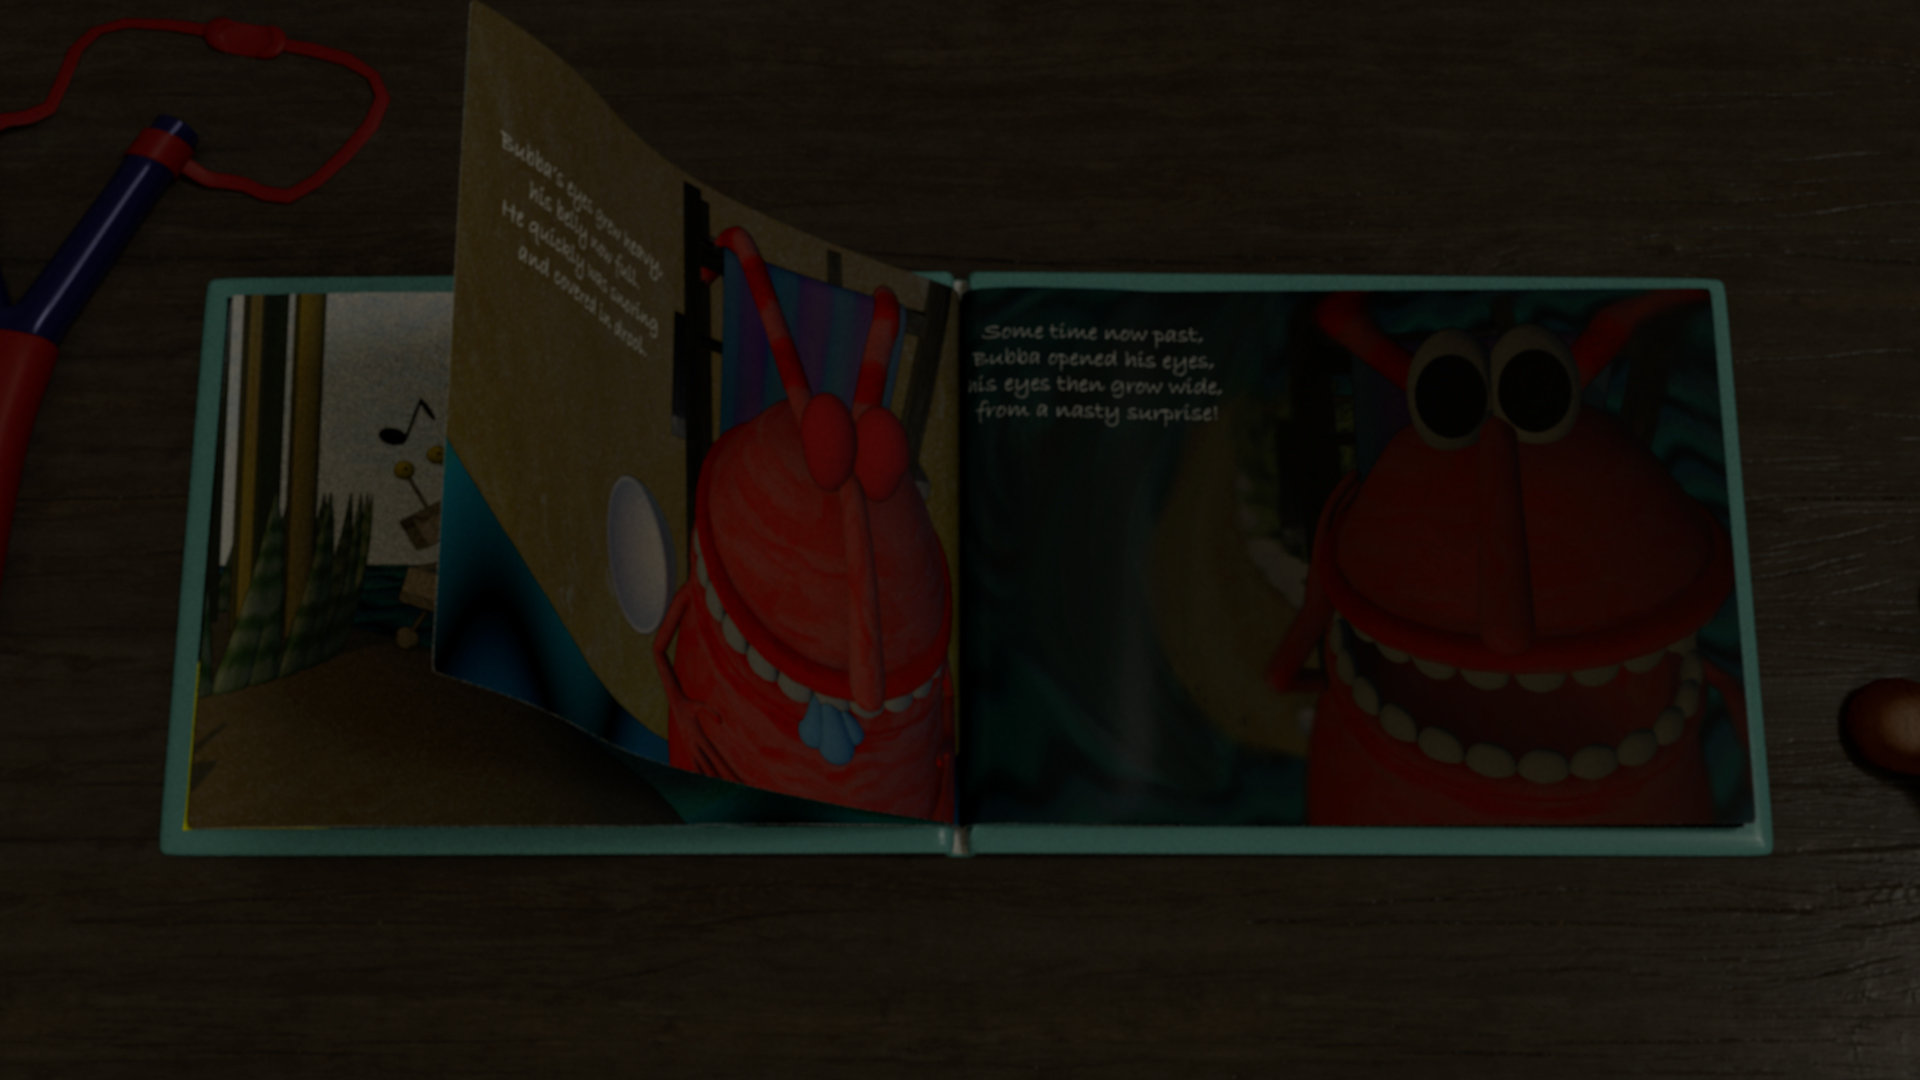 Bubba's eyes grew heavy,
his belly now full.
He quickly was snoring
and covered in drool.
Some time now past,
Bubba opened his eyes,
his eyes then grow wide,
from a nasty surprise!